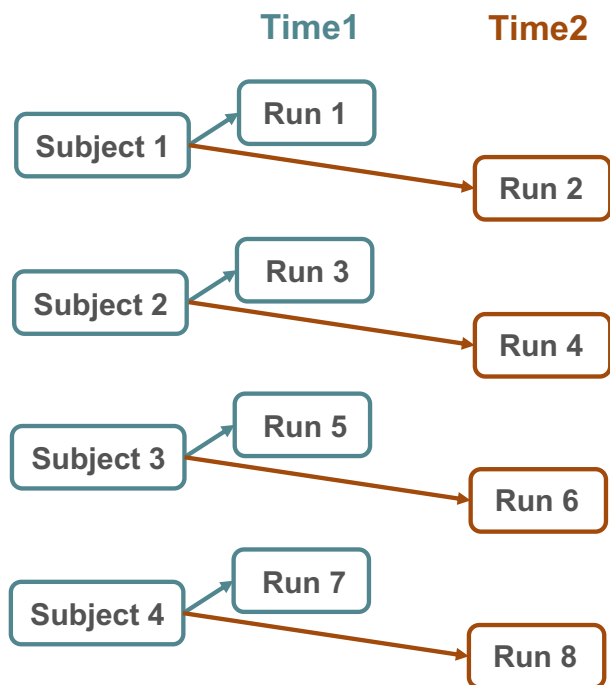 Time1 Time2
Run 1
Subject 1
Run 2
Run 3
Subject 2
Run 4
Run 5
Subject 3
Run 6
Run 7
Subject 4
Run 8